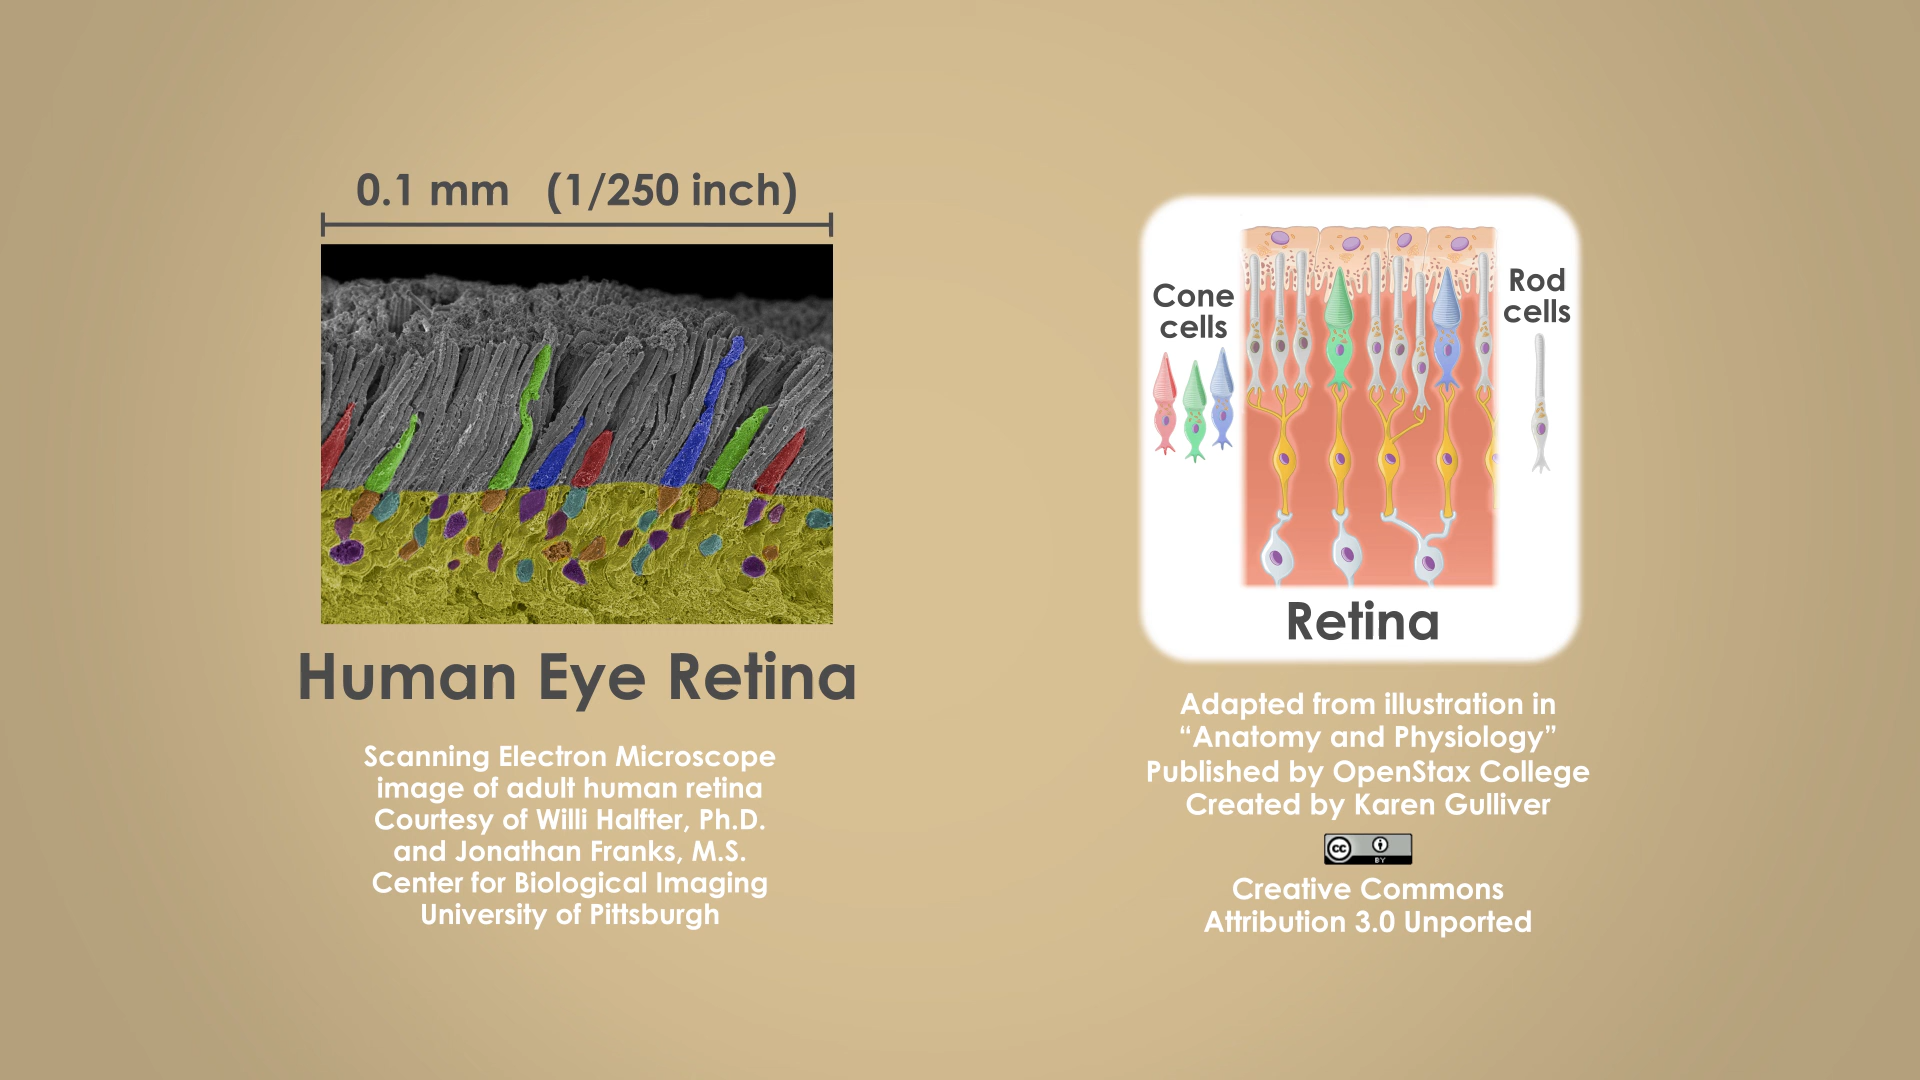 0.1 mm (1/250 inch)
Human Eye Retina
Scanning Electron Microscope
image of adult human retina
Courtesy of Willi Halfter, Ph.D.
and Jonathan Franks, M.S.
Center for Biological Imaging
University of Pittsburgh
Cone
cells
Rod
cells
Retina
Adapted from illustration in
“Anatomy and Physiology”
Published by OpenStax College
Created by Karen Gulliver
cc
BY
Creative Commons
Attribution 3.0 Unported